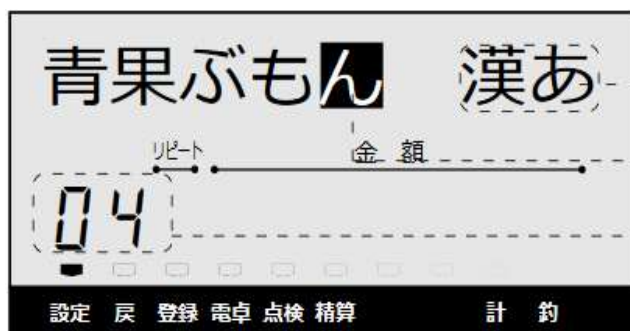 青果ぶもん 漢あ
リピート 金額
04
設定 戻 登録 電卓 点検 精算 計 釣